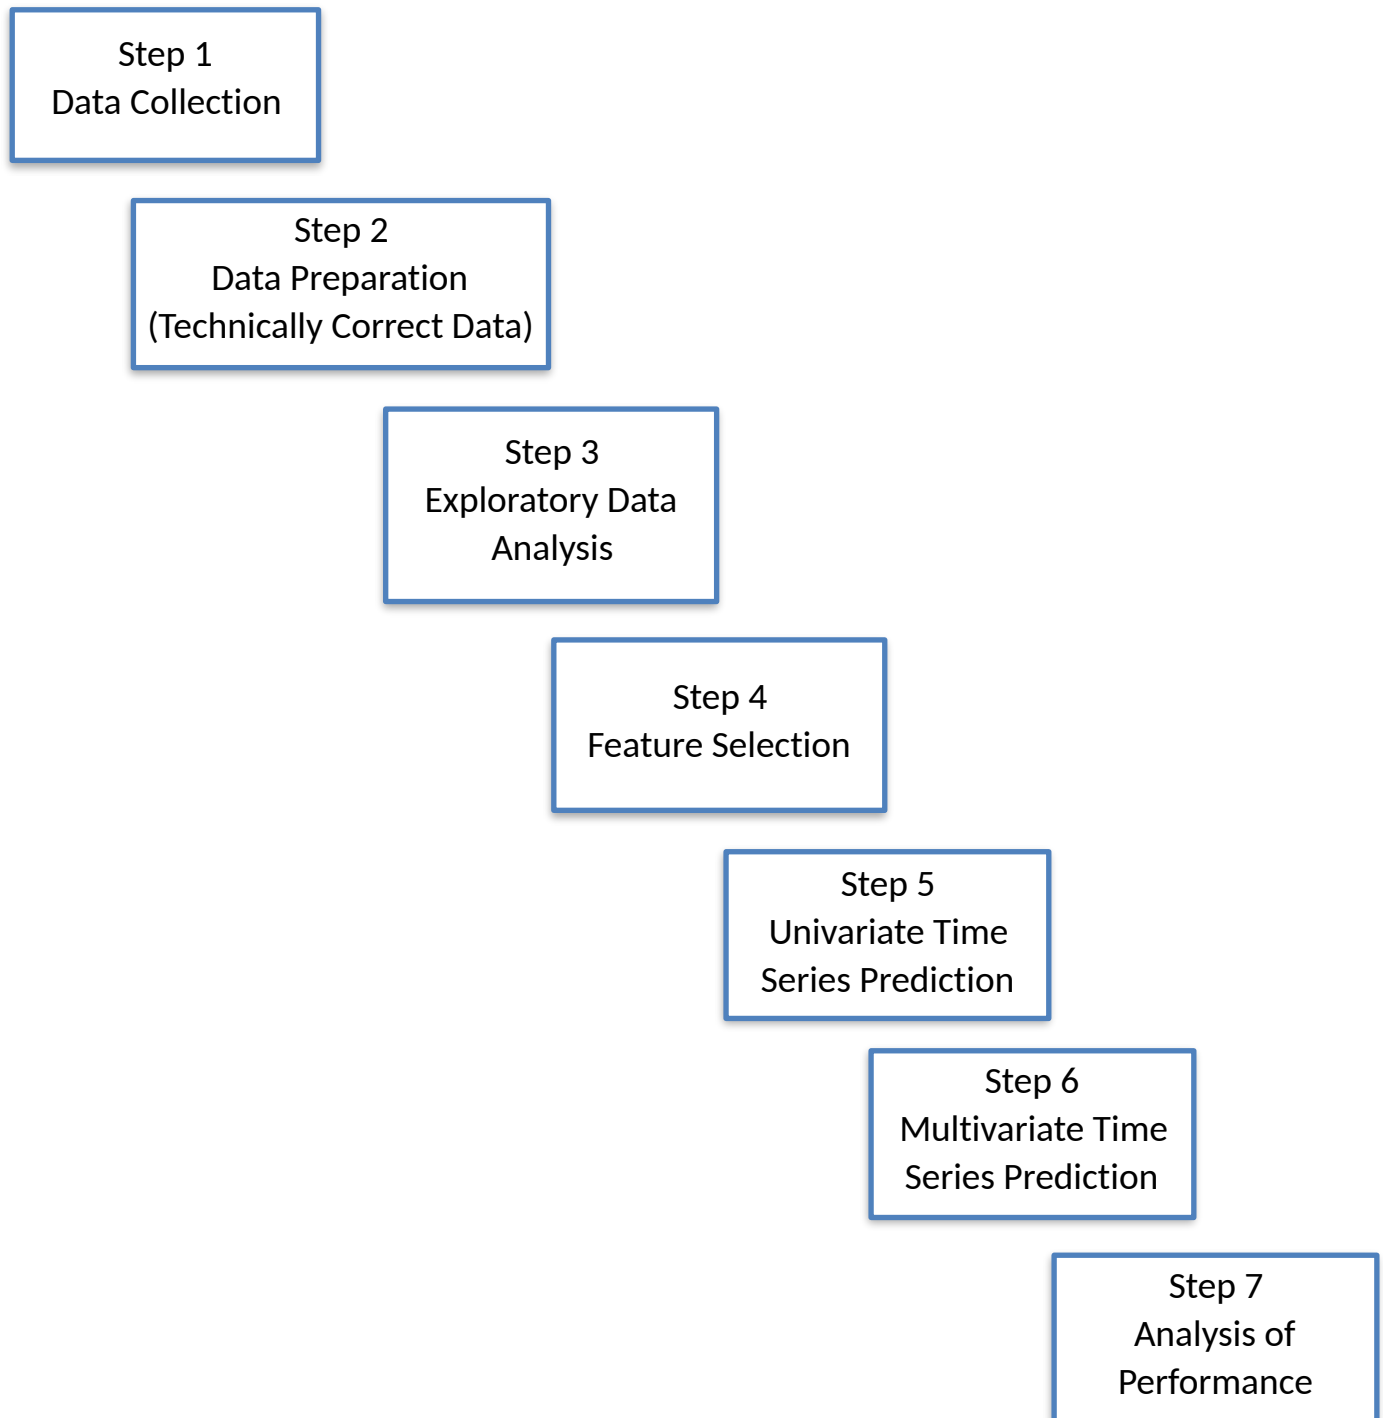 Step 1
Data Collection
Step 2
Data Preparation
(Technically Correct Data)
Step 3
Exploratory Data
Analysis
Step 4
Feature Selection
Step 5
Univariate Time
Series Prediction
Step 6
Multivariate Time
Series Prediction
Step 7
Analysis of
Performance